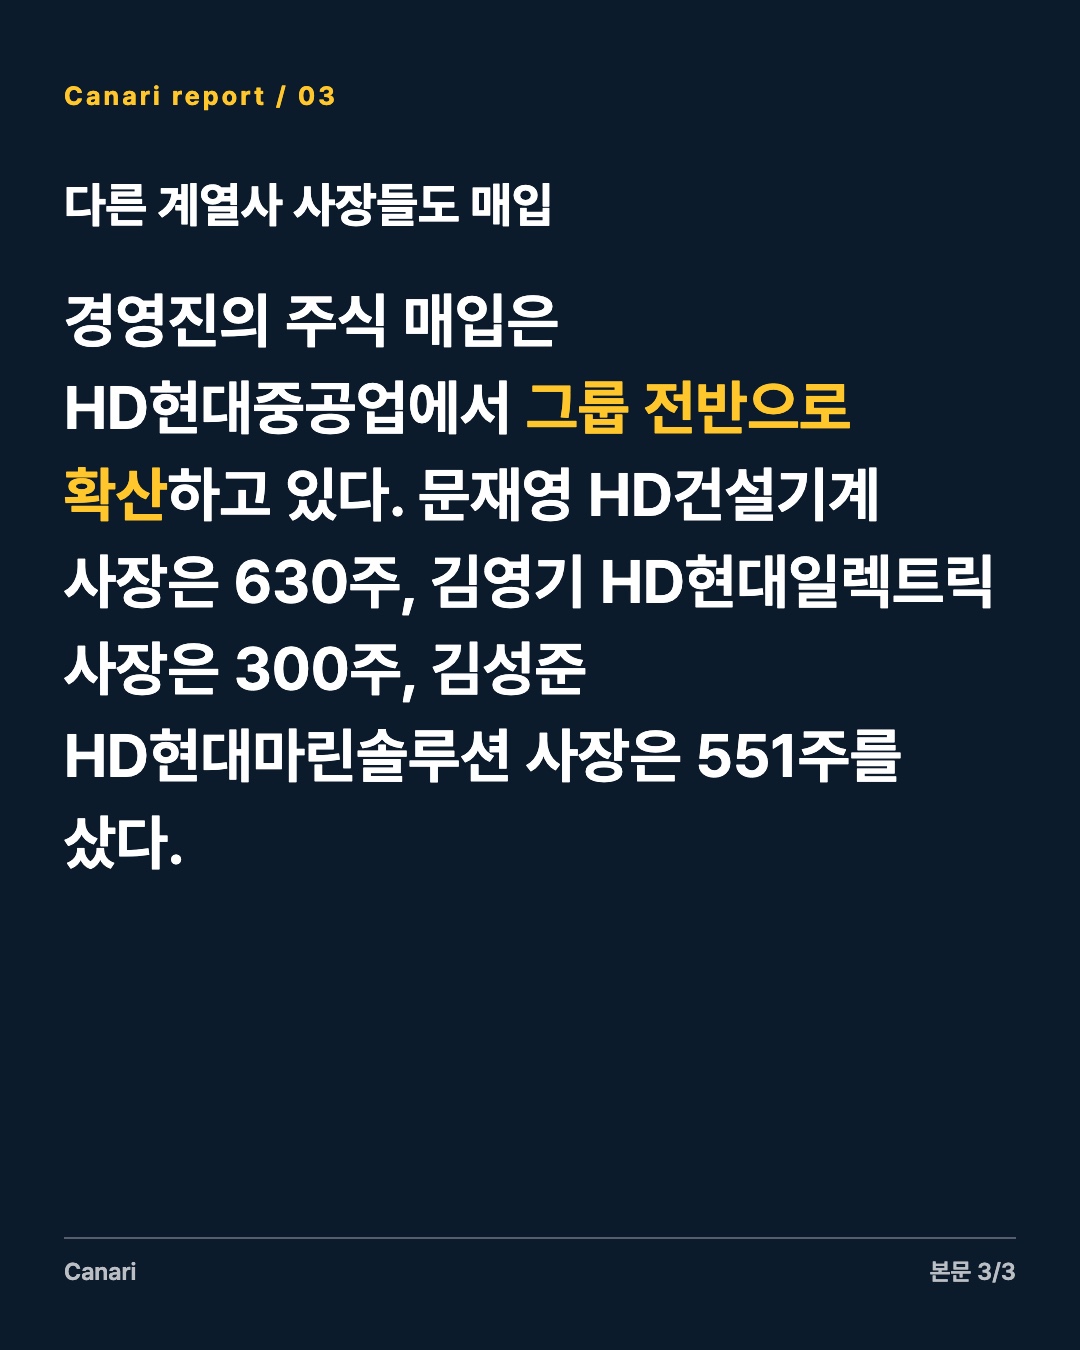 Canari report / 03
다른 계열사 사장들도 매입
경영진의 주식 매입은
HD현대중공업에서 그룹 전반으로
확산하고 있다. 문재영 HD건설기계
사장은 630주, 김영기 HD현대일렉트릭
사장은 300주, 김성준
HD현대마린솔루션 사장은 551주를
샀다.
Canari
본문 3/3